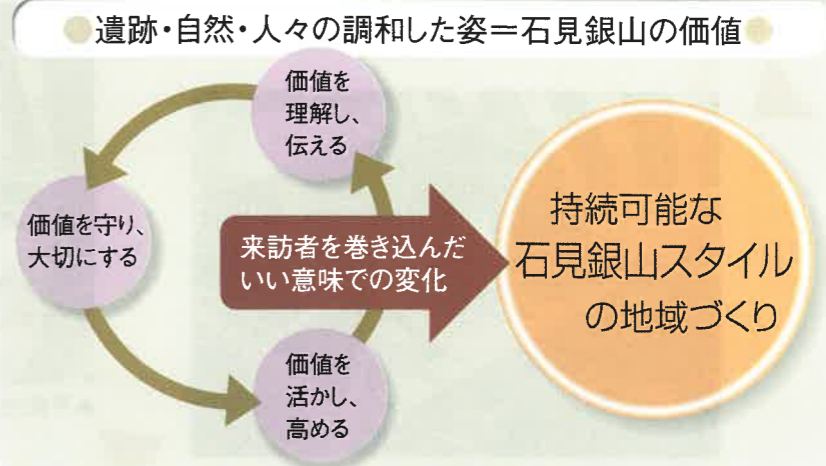 遺跡・自然・人々の調和した姿＝石見銀山の価値
価値を
理解し、
伝える
価値を守り、
大切にする
価値を
活かし、
高める
来訪者を巻き込んだ
いい意味での変化
持続可能な
石見銀山スタイル
の地域づくり